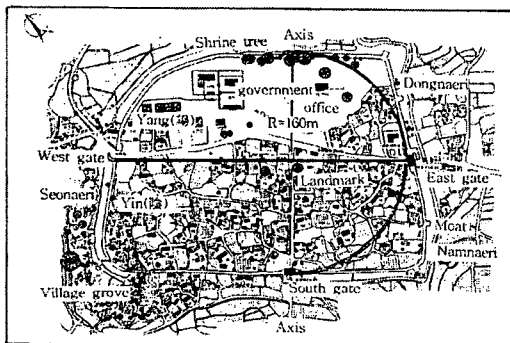 Axis
Shrine tree
Dongnaeri
government
office
Yang(陽)
R=160m
West gate
East gate
Landmark
Seonaeri
Yin(陰)
Moat
Namnaeri
Village grove
South gate
Axis